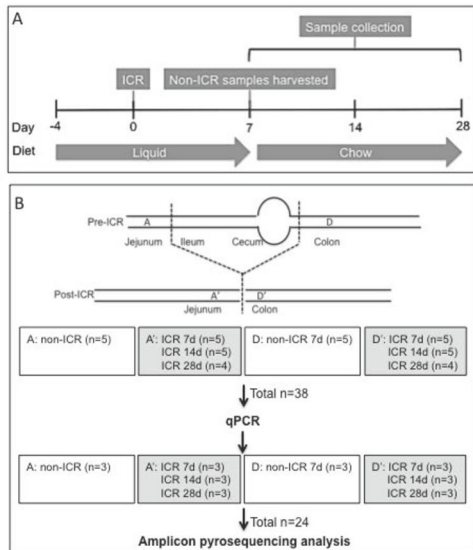 A
Sample collection
ICR
Non-ICR samples harvested
Day
-4
0
7
14
28
Diet
Liquid
Chow
B
Pre-ICR
A
D
Jejunum
Ileum
Cecum
Colon
Post-ICR
A'
D'
Jejunum
Colon
A: non-ICR (n=5)
A': ICR 7d (n=5)
ICR 14d (n=5)
ICR 28d (n=4)
D: non-ICR 7d (n=5)
D': ICR 7d (n=5)
ICR 14d (n=5)
ICR 28d (n=4)
Total n=38
qPCR
A: non-ICR (n=3)
A': ICR 7d (n=3)
ICR 14d (n=3)
ICR 28d (n=3)
D: non-ICR 7d (n=3)
D': ICR 7d (n=3)
ICR 14d (n=3)
ICR 28d (n=3)
Total n=24
Amplicon pyrosequencing analysis